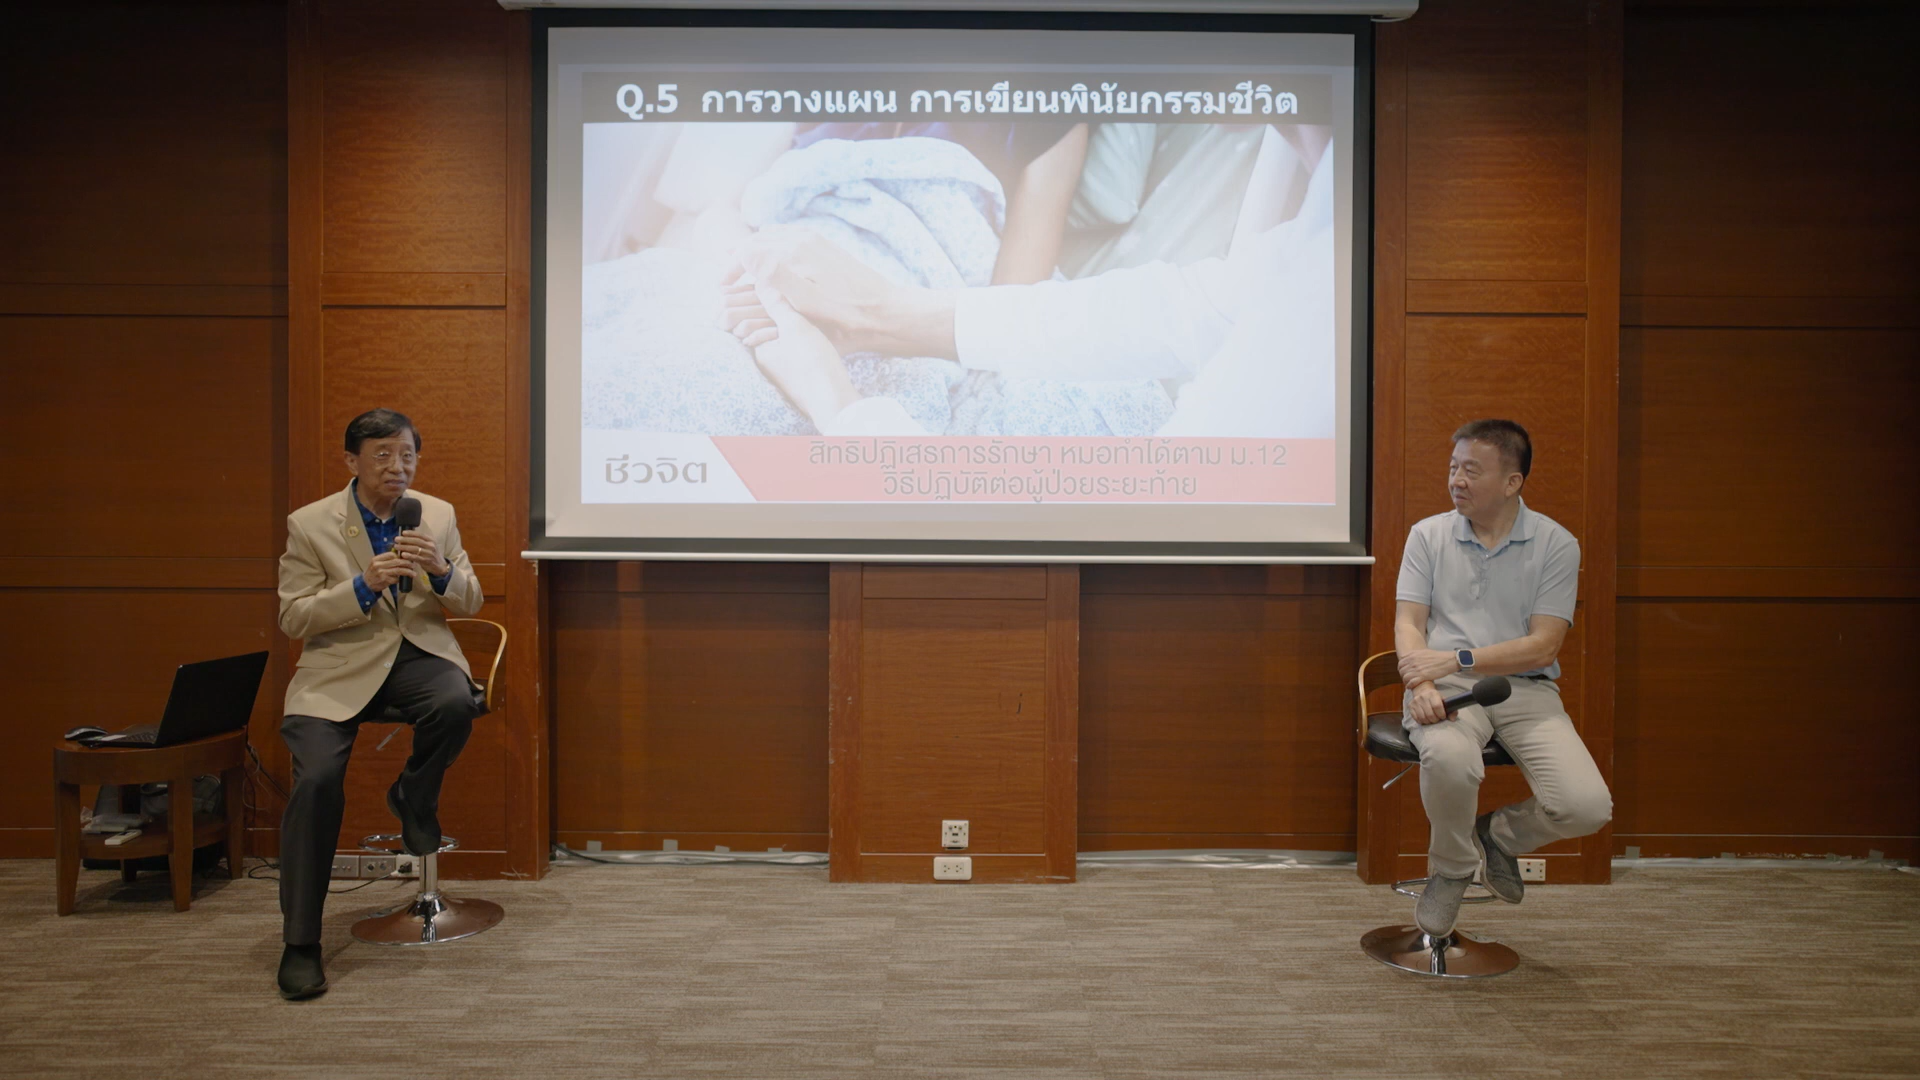 Q.5 การวางแผน การเขียนพินัยกรรมชีวิต
ชีวจิต
สิทธิปฏิเสธการรักษา หมอทำได้ตาม ม.12
วิธีปฏิบัติต่อผู้ป่วยระยะท้าย